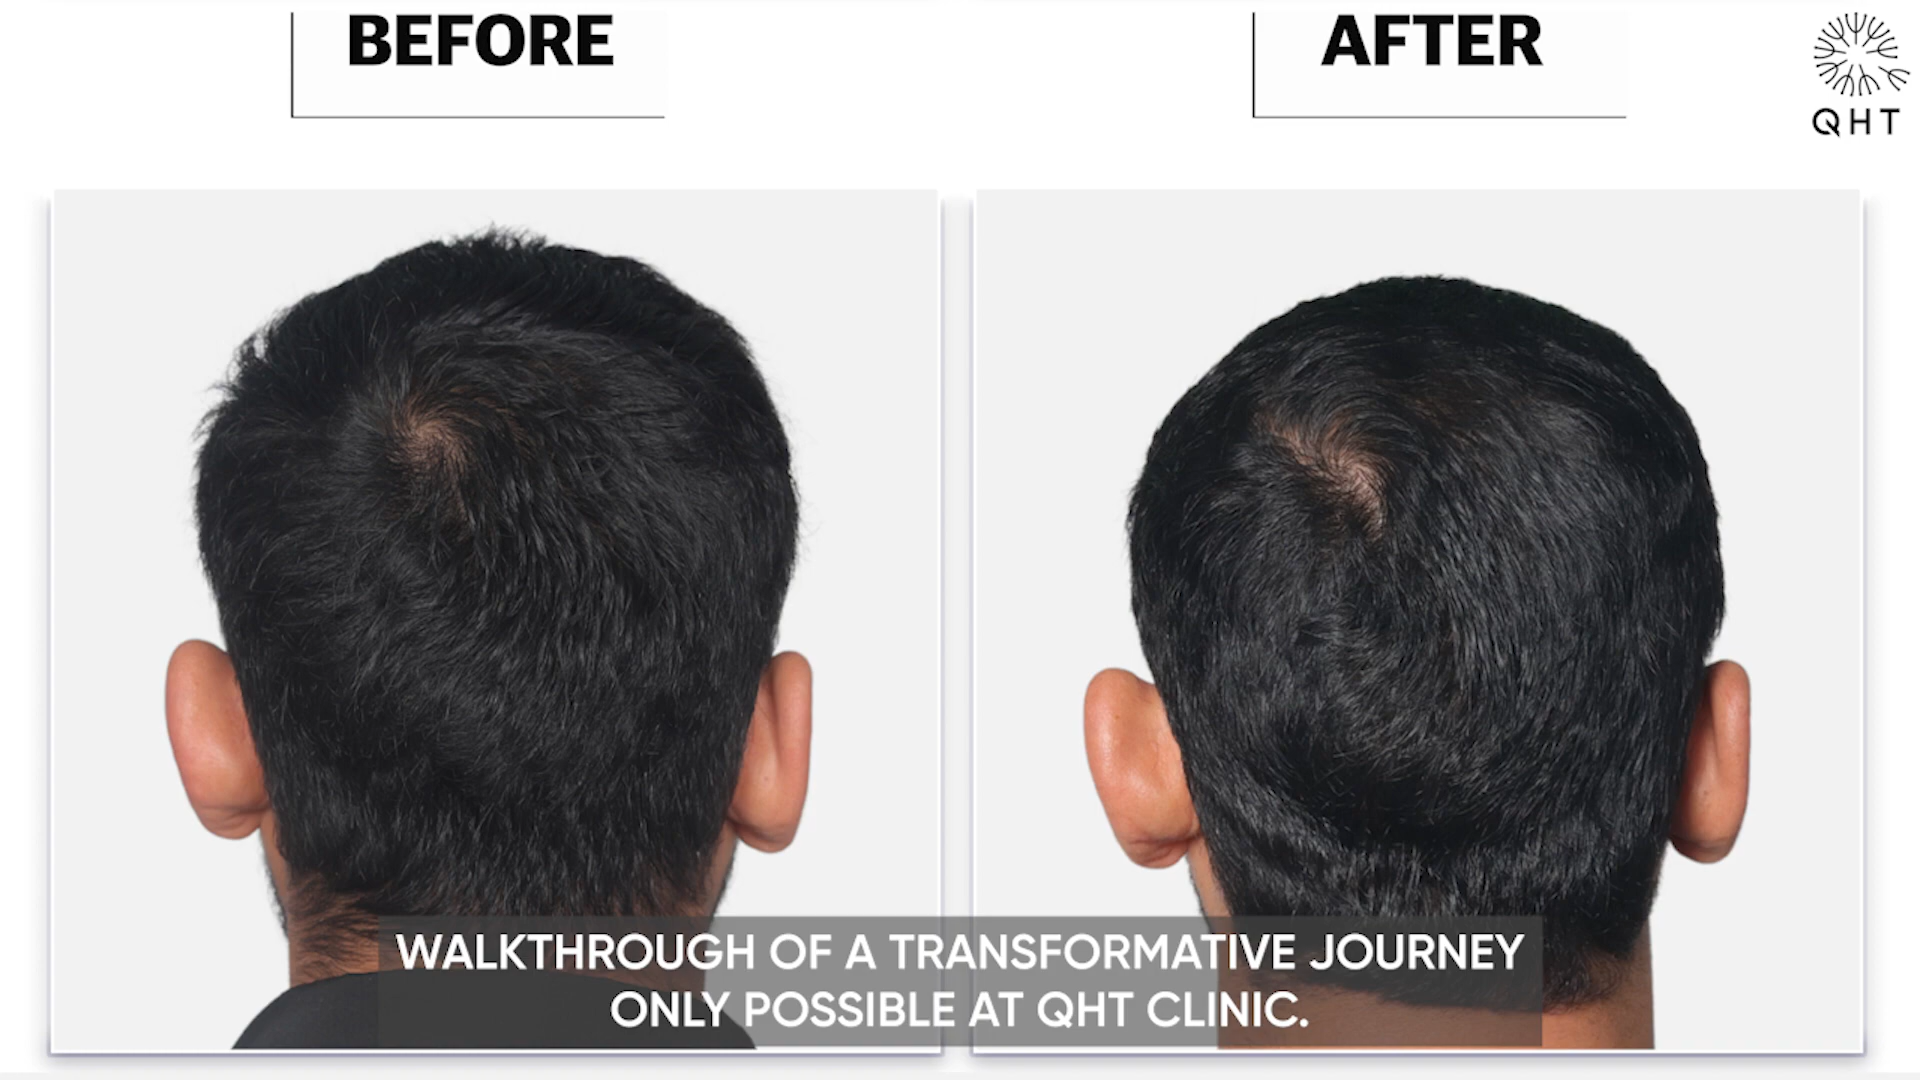 BEFORE
AFTER
QHT
WALKTHROUGH OF A TRANSFORMATIVE JOURNEY
ONLY POSSIBLE AT QHT CLINIC.